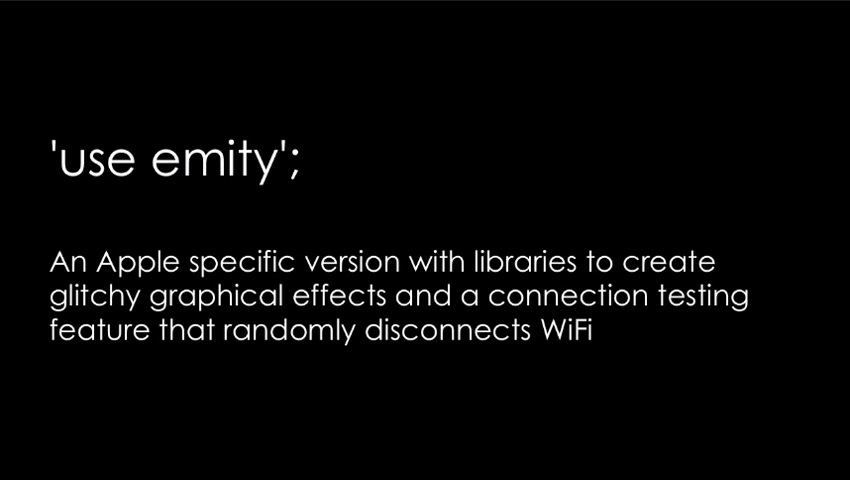 'use emity';
An Apple specific version with libraries to create
glitchy graphical effects and a connection testing
feature that randomly disconnects WiFi